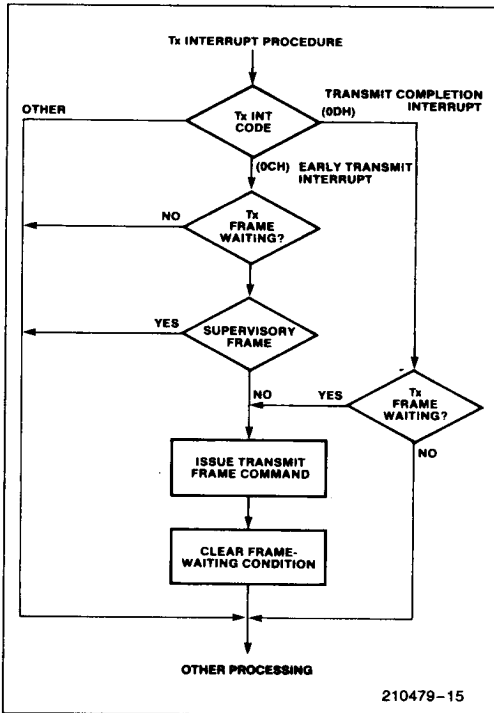 Tx INTERRUPT PROCEDURE
OTHER
Tx INT
CODE
TRANSMIT COMPLETION
INTERRUPT
(0DH)
(0CH) EARLY TRANSMIT
INTERRUPT
NO
Tx
FRAME
WAITING?
YES
SUPERVISORY
FRAME
NO
YES
Tx
FRAME
WAITING?
NO
ISSUE TRANSMIT
FRAME COMMAND
CLEAR FRAME-
WAITING CONDITION
OTHER PROCESSING
210479-15